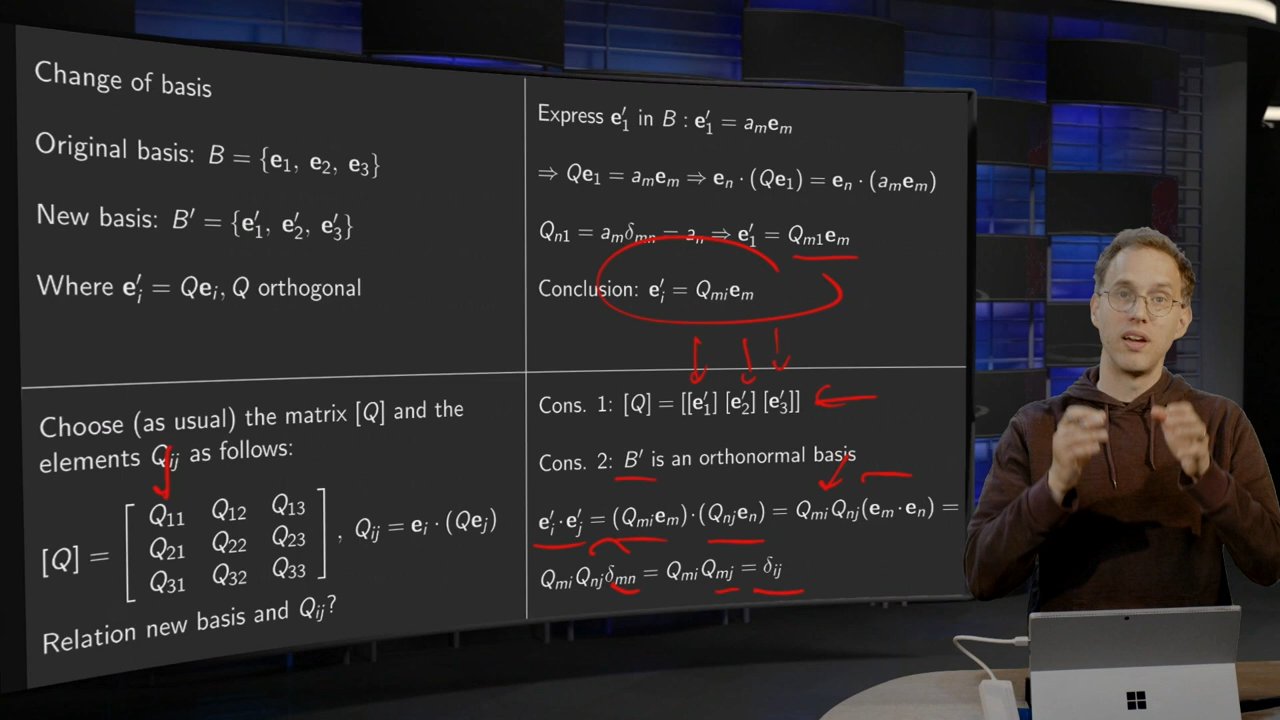 Change of basis
Original basis: B = {e₁, e₂, e₃}
New basis: B′ = {e′₁, e′₂, e′₃}
Where e′ᵢ = Qeᵢ, Q orthogonal
Express e′₁ in B : e′₁ = aₘeₘ
⇒ Qe₁ = aₘeₘ ⇒ eₙ · (Qe₁) = eₙ · (aₘeₘ)
Qₙ₁ = aₘδₘₙ = aₙ ⇒ e′₁ = Qₘ₁eₘ
Conclusion: e′ᵢ = Qₘᵢeₘ
Choose (as usual) the matrix [Q] and the
elements Qᵢⱼ as follows:
[Q] = [ Q₁₁ Q₁₂ Q₁₃
Q₂₁ Q₂₂ Q₂₃
Q₃₁ Q₃₂ Q₃₃ ] , Qᵢⱼ = eᵢ · (Qeⱼ)
Relation new basis and Qᵢⱼ?
Cons. 1: [Q] = [[e′₁] [e′₂] [e′₃]]
Cons. 2: B′ is an orthonormal basis
e′ᵢ · e′ⱼ = (Qₘᵢeₘ) · (Qₙⱼeₙ) = QₘᵢQₙⱼ(eₘ · eₙ) =
QₘᵢQₙⱼδₘₙ = QₘᵢQₘⱼ = δᵢⱼ